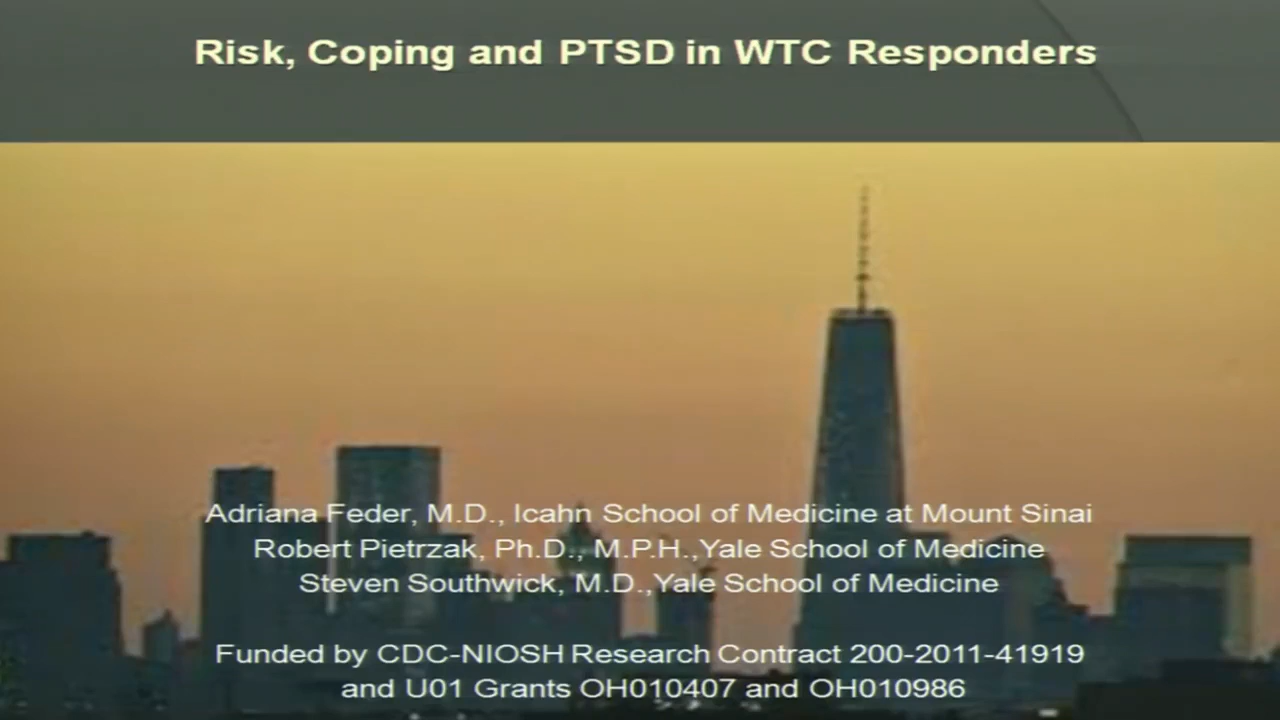 Risk, Coping and PTSD in WTC Responders
Adriana Feder, M.D., Icahn School of Medicine at Mount Sinai
Robert Pietrzak, Ph.D., M.P.H.,Yale School of Medicine
Steven Southwick, M.D.,Yale School of Medicine
Funded by CDC-NIOSH Research Contract 200-2011-41919
and U01 Grants OH010407 and OH010986